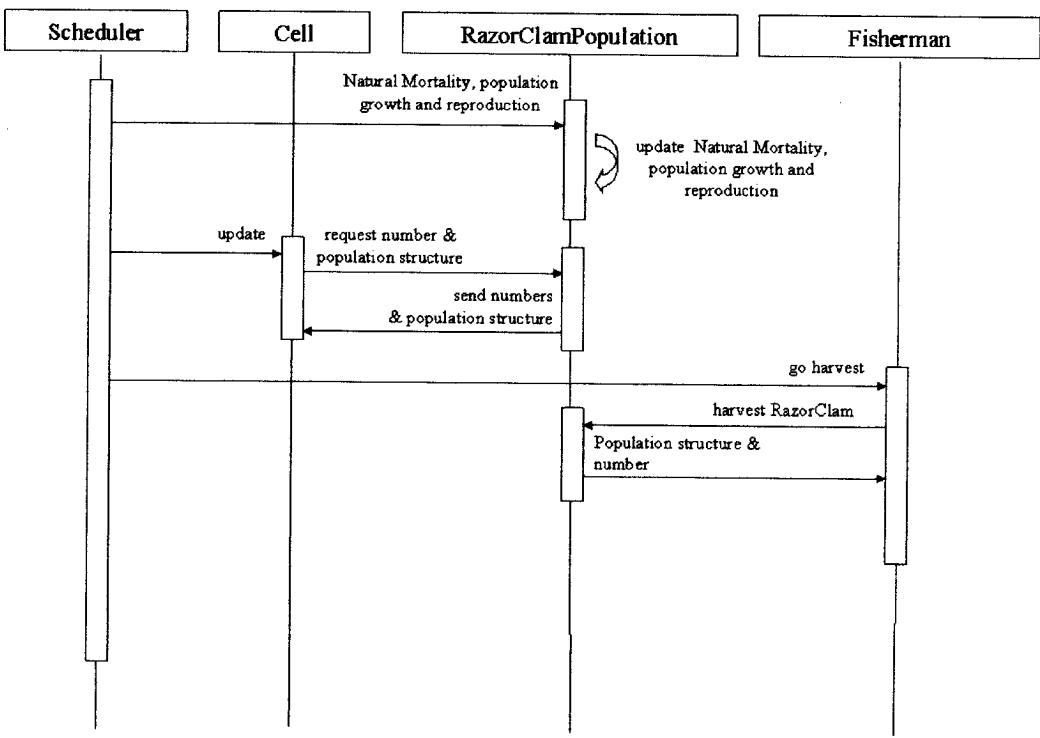 Scheduler
Cell
RazorClamPopulation
Fisherman
Natural Mortality, population
growth and reproduction
update Natural Mortality,
population growth and
reproduction
update
request number &
population structure
send numbers
& population structure
go harvest
harvest RazorClam
Population structure &
number